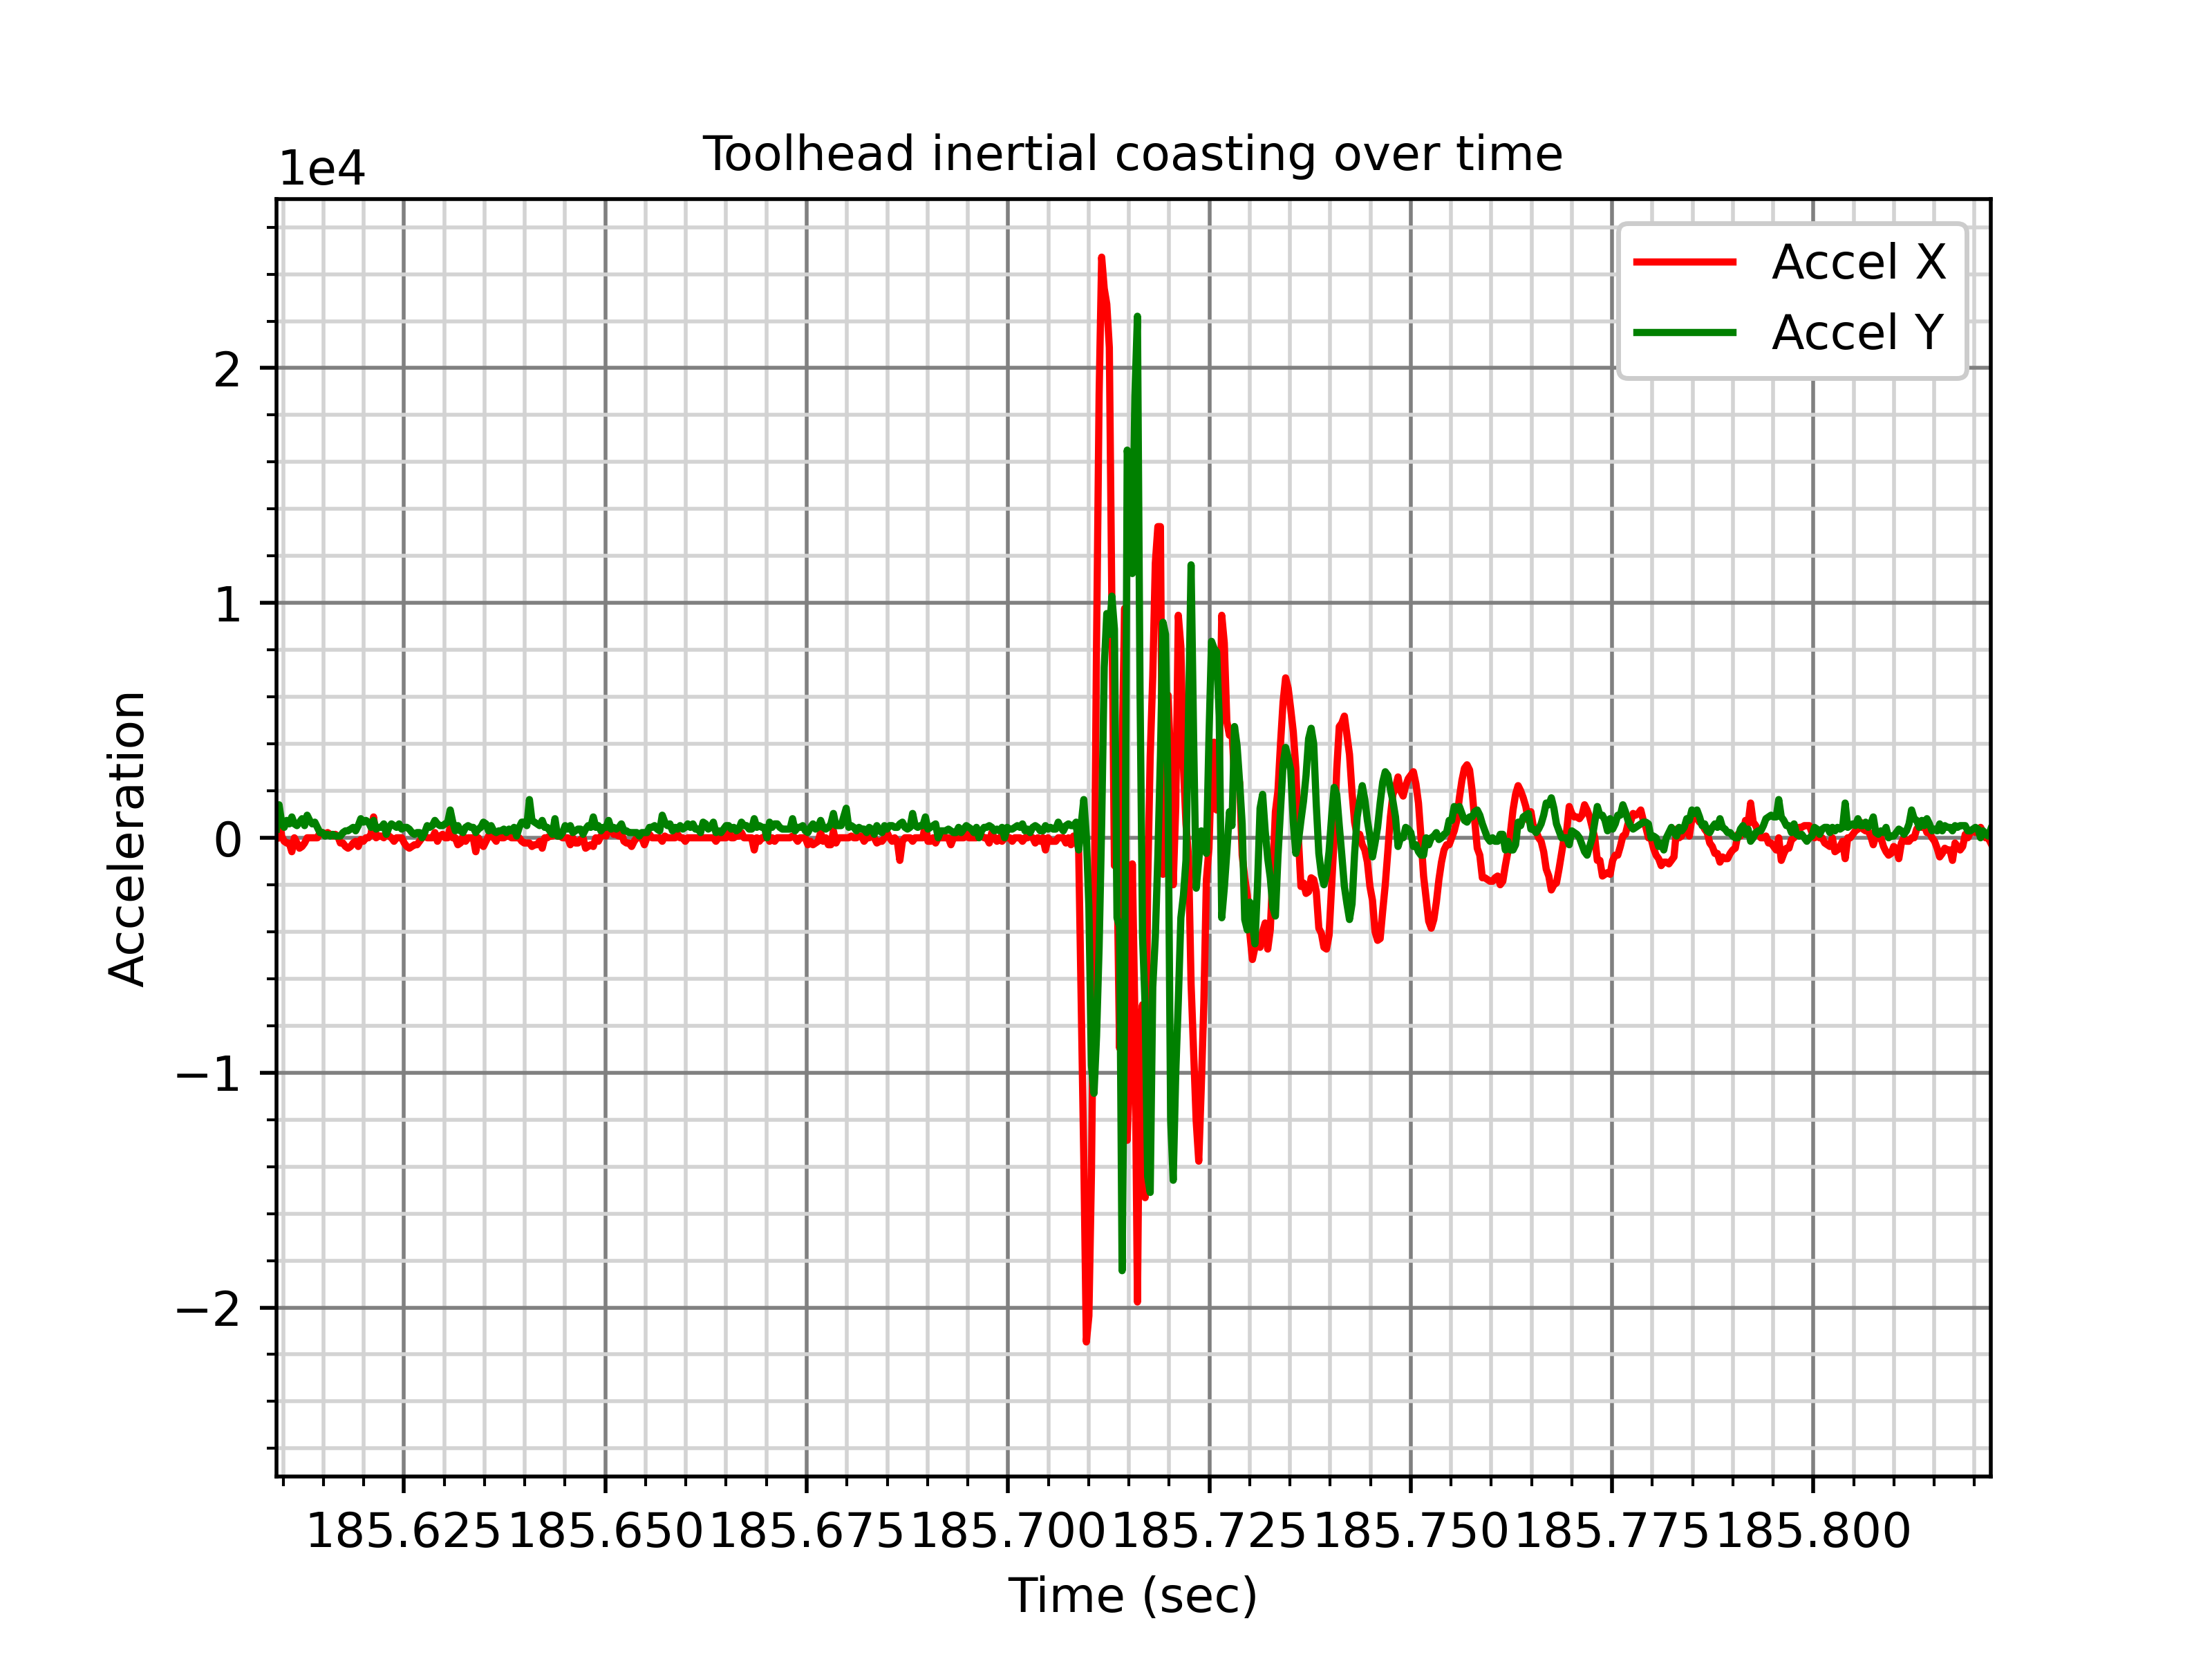 Toolhead inertial coasting over time
1e4
Accel X
Accel Y
2
1
0
−1
−2
Acceleration
185.625 185.650 185.675 185.700 185.725 185.750 185.775 185.800
Time (sec)